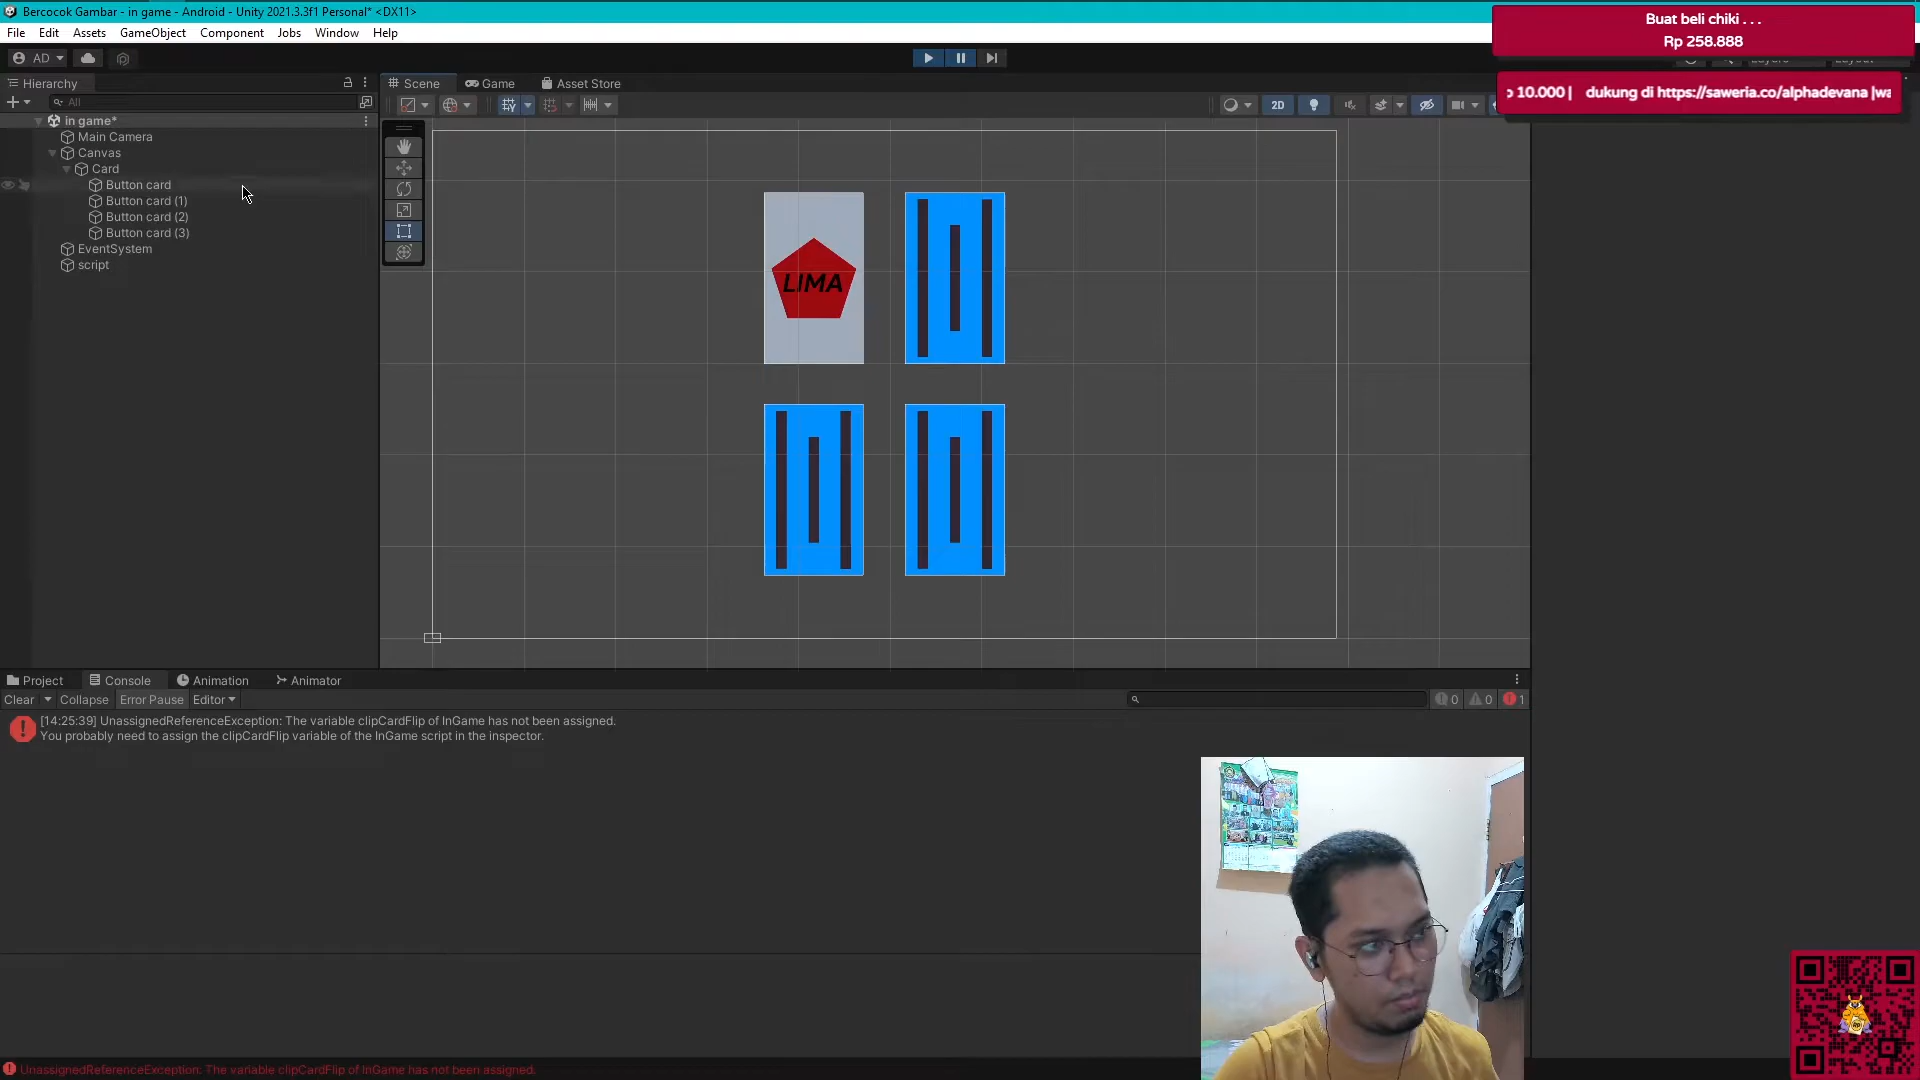 Bercocok Gambar - in game - Android - Unity 2021.3.3f1 Personal* <DX11>
File Edit Assets GameObject Component Jobs Window Help
Buat beli chiki . . .
Rp 258.888
AD
10.000 | dukung di https://saweria.co/alphadevana
Hierarchy
Scene Game Asset Store
All
2D
in game*
Main Camera
Canvas
Card
Button card
Button card (1)
Button card (2)
Button card (3)
EventSystem
script
LIMA
Project Console Animation Animator
Clear Collapse Error Pause Editor 0 0 1
[14:25:39] UnassignedReferenceException: The variable clipCardFlip of InGame has not been assigned.
You probably need to assign the clipCardFlip variable of the InGame script in the inspector.
UnassignedReferenceException: The variable clipCardFlip of InGame has not been assigned.